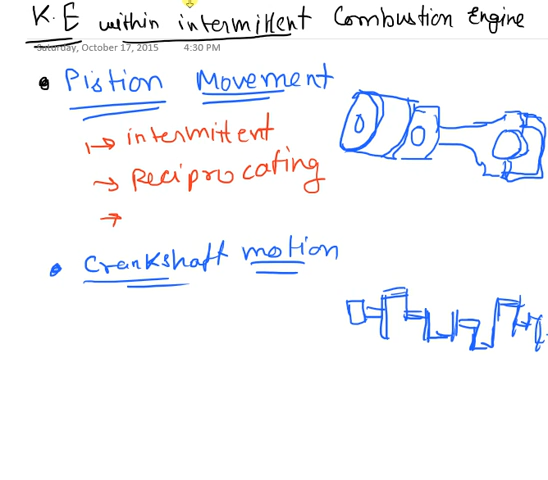 K.E within intermittent Combustion Engine
Saturday, October 17, 2015 4:30 PM
Pistion Movement
intermittent
Reciprocating
Crankshaft motion